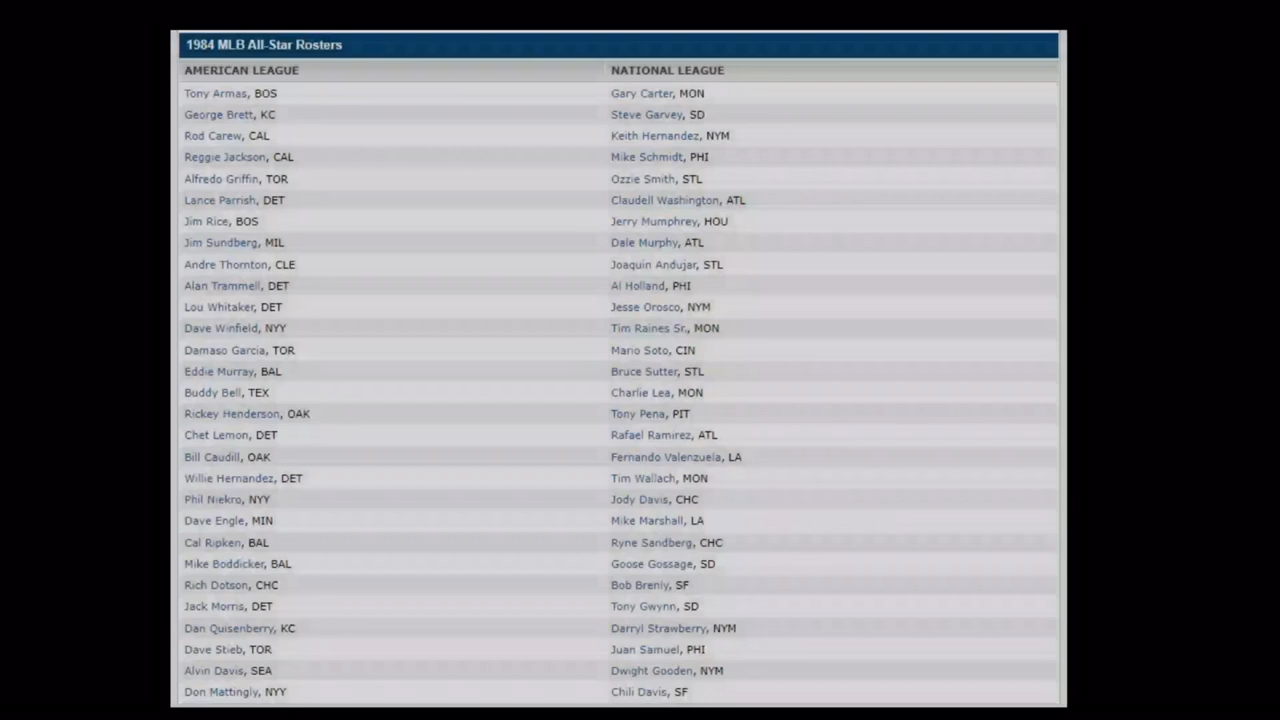 1984 MLB All-Star Rosters
AMERICAN LEAGUE NATIONAL LEAGUE
Tony Armas, BOS Gary Carter, MON
George Brett, KC Steve Garvey, SD
Rod Carew, CAL Keith Hernandez, NYM
Reggie Jackson, CAL Mike Schmidt, PHI
Alfredo Griffin, TOR Ozzie Smith, STL
Lance Parrish, DET Claudell Washington, ATL
Jim Rice, BOS Jerry Mumphrey, HOU
Jim Sundberg, MIL Dale Murphy, ATL
Andre Thornton, CLE Joaquin Andujar, STL
Alan Trammell, DET Al Holland, PHI
Lou Whitaker, DET Jesse Orosco, NYM
Dave Winfield, NYY Tim Raines Sr., MON
Damaso Garcia, TOR Mario Soto, CIN
Eddie Murray, BAL Bruce Sutter, STL
Buddy Bell, TEX Charlie Lea, MON
Rickey Henderson, OAK Tony Pena, PIT
Chet Lemon, DET Rafael Ramirez, ATL
Bill Caudill, OAK Fernando Valenzuela, LA
Willie Hernandez, DET Tim Wallach, MON
Phil Niekro, NYY Jody Davis, CHC
Dave Engle, MIN Mike Marshall, LA
Cal Ripken, BAL Ryne Sandberg, CHC
Mike Boddicker, BAL Goose Gossage, SD
Rich Dotson, CHC Bob Brenly, SF
Jack Morris, DET Tony Gwynn, SD
Dan Quisenberry, KC Darryl Strawberry, NYM
Dave Stieb, TOR Juan Samuel, PHI
Alvin Davis, SEA Dwight Gooden, NYM
Don Mattingly, NYY Chili Davis, SF